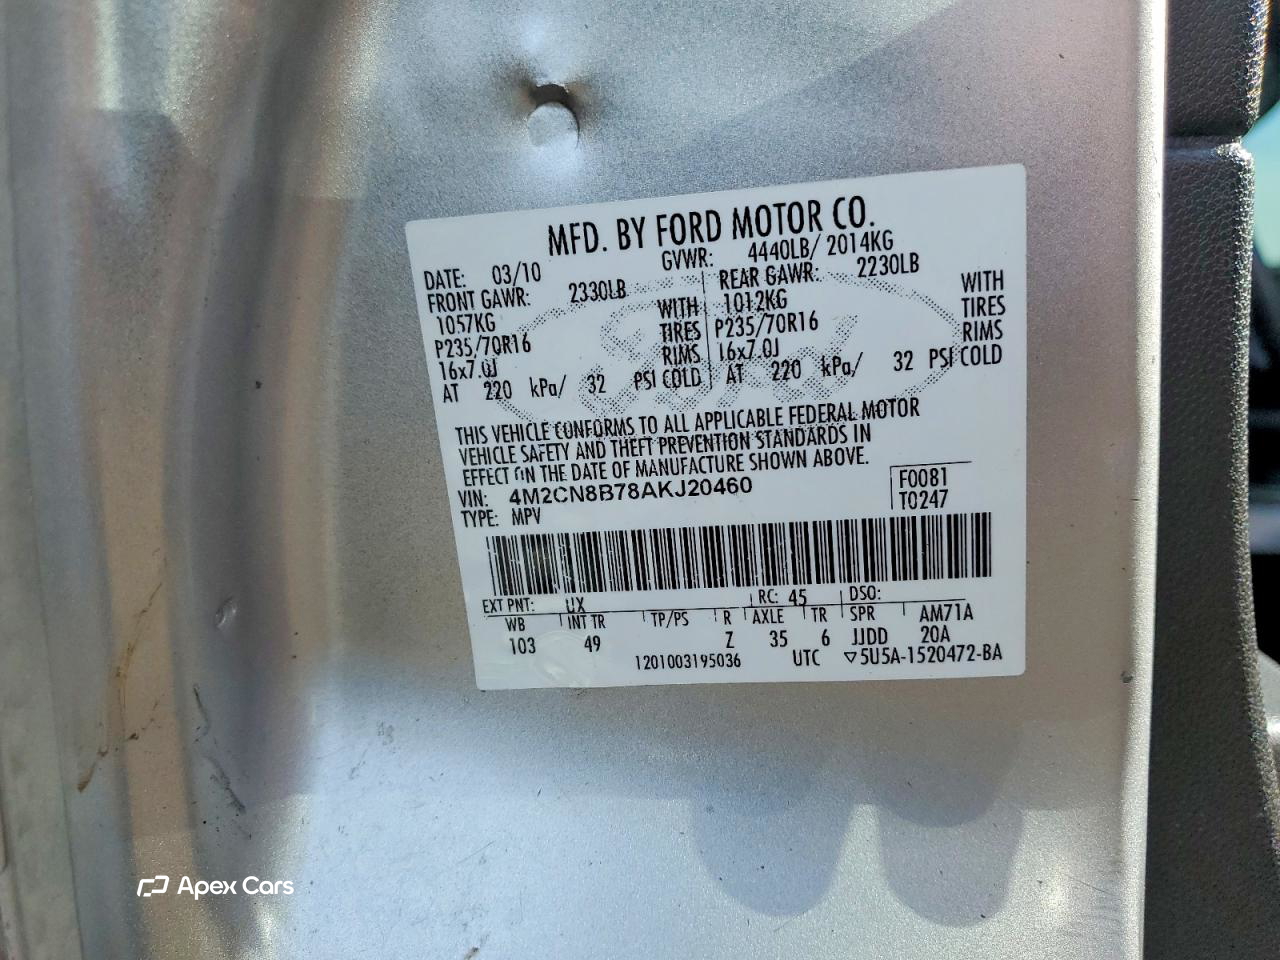 MFD. BY FORD MOTOR CO.
DATE: 03/10 GVWR: 4440LB/ 2014KG
FRONT GAWR: 2330LB REAR GAWR: 2230LB
1057KG WITH 1012KG WITH
P235/70R16 TIRES P235/70R16 TIRES
16x7.0J RIMS 16x7.0J RIMS
AT 220 kPa/ 32 PSI COLD AT 220 kPa/ 32 PSI COLD
THIS VEHICLE CONFORMS TO ALL APPLICABLE FEDERAL MOTOR
VEHICLE SAFETY AND THEFT PREVENTION STANDARDS IN
EFFECT ON THE DATE OF MANUFACTURE SHOWN ABOVE.
VIN: 4M2CN8B78AKJ20460 F0081
TYPE: MPV T0247
EXT PNT: UX RC: 45 DSO:
WB INT TR TP/PS R AXLE TR SPR AM71A
103 49 Z 35 6 JJDD 20A
1201003195036 UTC ▽5U5A-1520472-BA
Apex Cars